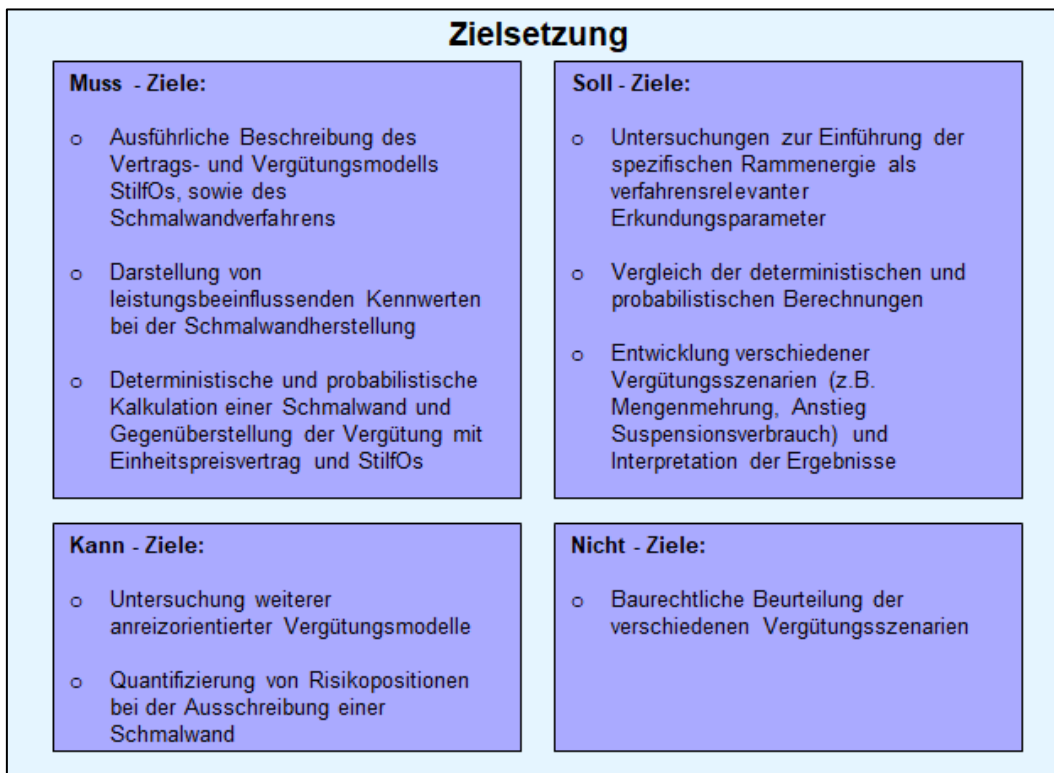 Zielsetzung
Muss - Ziele:
o Ausführliche Beschreibung des
Vertrags- und Vergütungsmodells
StilfOs, sowie des
Schmalwandverfahrens
o Darstellung von
leistungsbeeinflussenden Kennwerten
bei der Schmalwandherstellung
o Deterministische und probabilistische
Kalkulation einer Schmalwand und
Gegenüberstellung der Vergütung mit
Einheitspreisvertrag und StilfOs
Soll - Ziele:
o Untersuchungen zur Einführung der
spezifischen Rammenergie als
verfahrensrelevanter
Erkundungsparameter
o Vergleich der deterministischen und
probabilistischen Berechnungen
o Entwicklung verschiedener
Vergütungsszenarien (z.B.
Mengenmehrung, Anstieg
Suspensionsverbrauch) und
Interpretation der Ergebnisse
Kann - Ziele:
o Untersuchung weiterer
anreizorientierter Vergütungsmodelle
o Quantifizierung von Risikopositionen
bei der Ausschreibung einer
Schmalwand
Nicht - Ziele:
o Baurechtliche Beurteilung der
verschiedenen Vergütungsszenarien